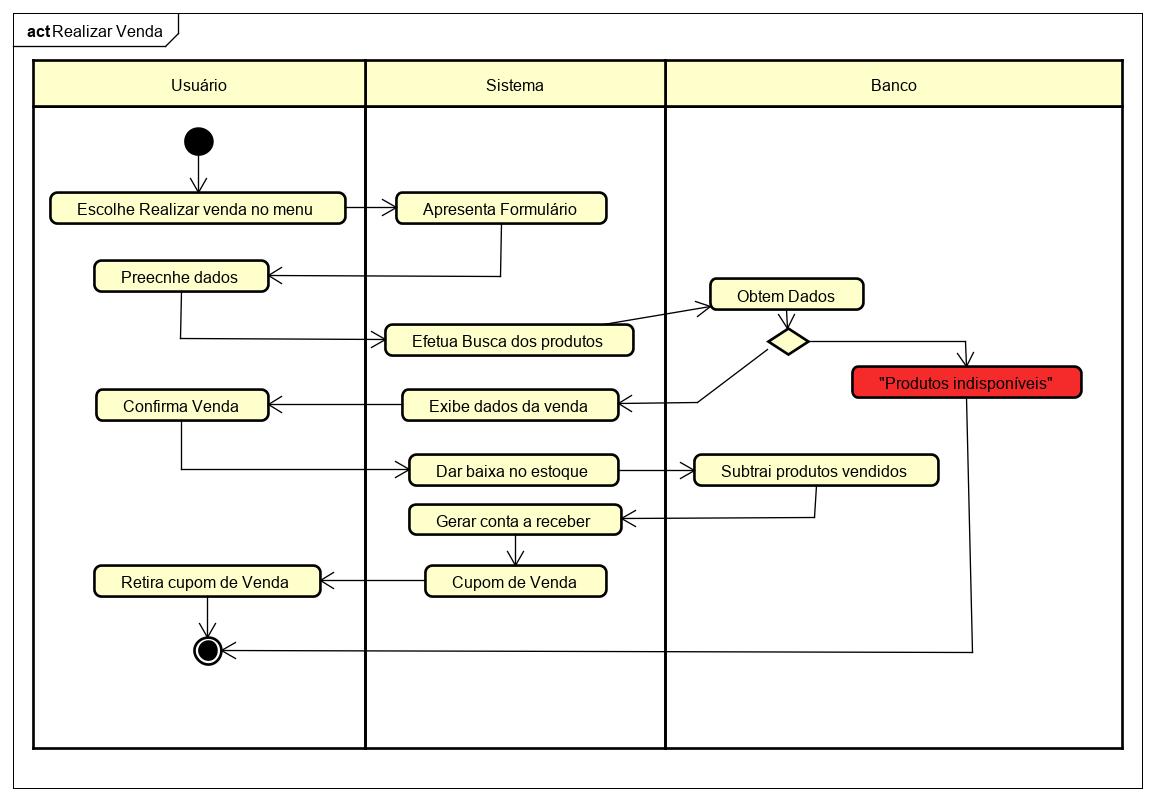 act Realizar Venda
Usuário
Sistema
Banco
Escolhe Realizar venda no menu
Apresenta Formulário
Preecnhe dados
Obtem Dados
Efetua Busca dos produtos
"Produtos indisponíveis"
Confirma Venda
Exibe dados da venda
Dar baixa no estoque
Subtrai produtos vendidos
Gerar conta a receber
Retira cupom de Venda
Cupom de Venda